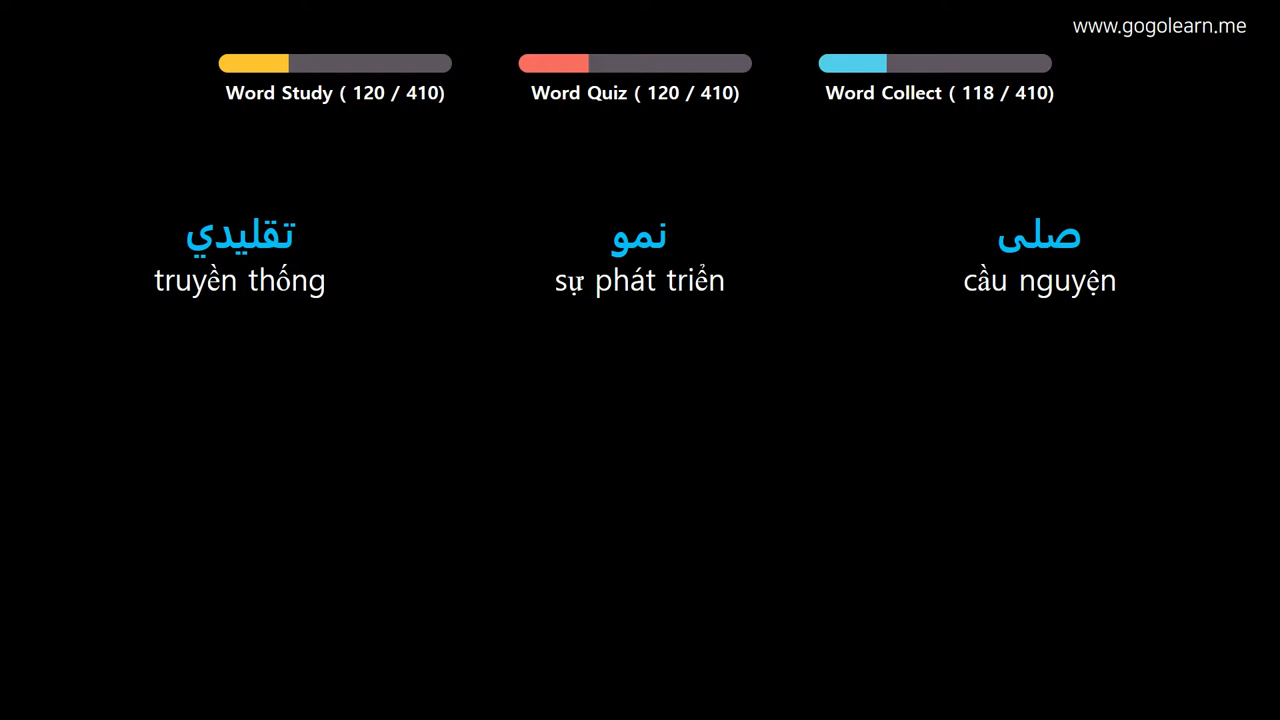 www.gogolearn.me
Word Study ( 120 / 410)
Word Quiz ( 120 / 410)
Word Collect ( 118 / 410)
تقليدي
truyền thống
نمو
sự phát triển
صلى
cầu nguyện